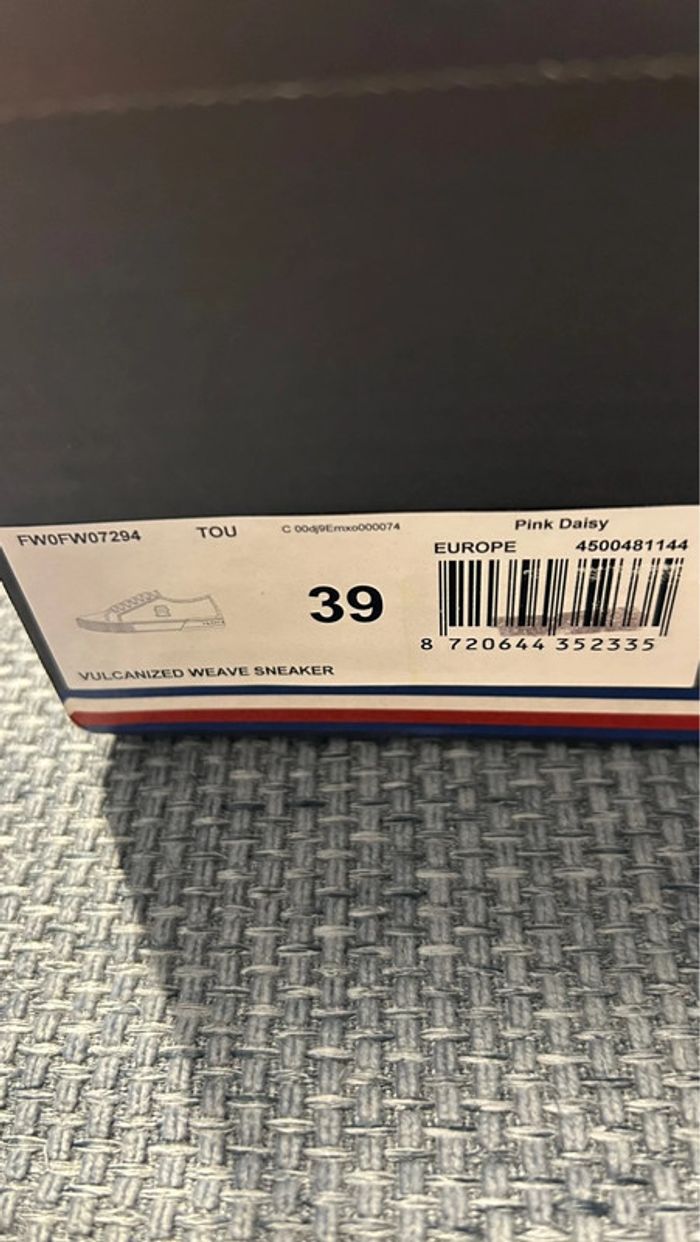 FW0FW07294 TOU C 00dj9Emxo000074 Pink Daisy
EUROPE 4500481144
39
8 720644 352335
VULCANIZED WEAVE SNEAKER